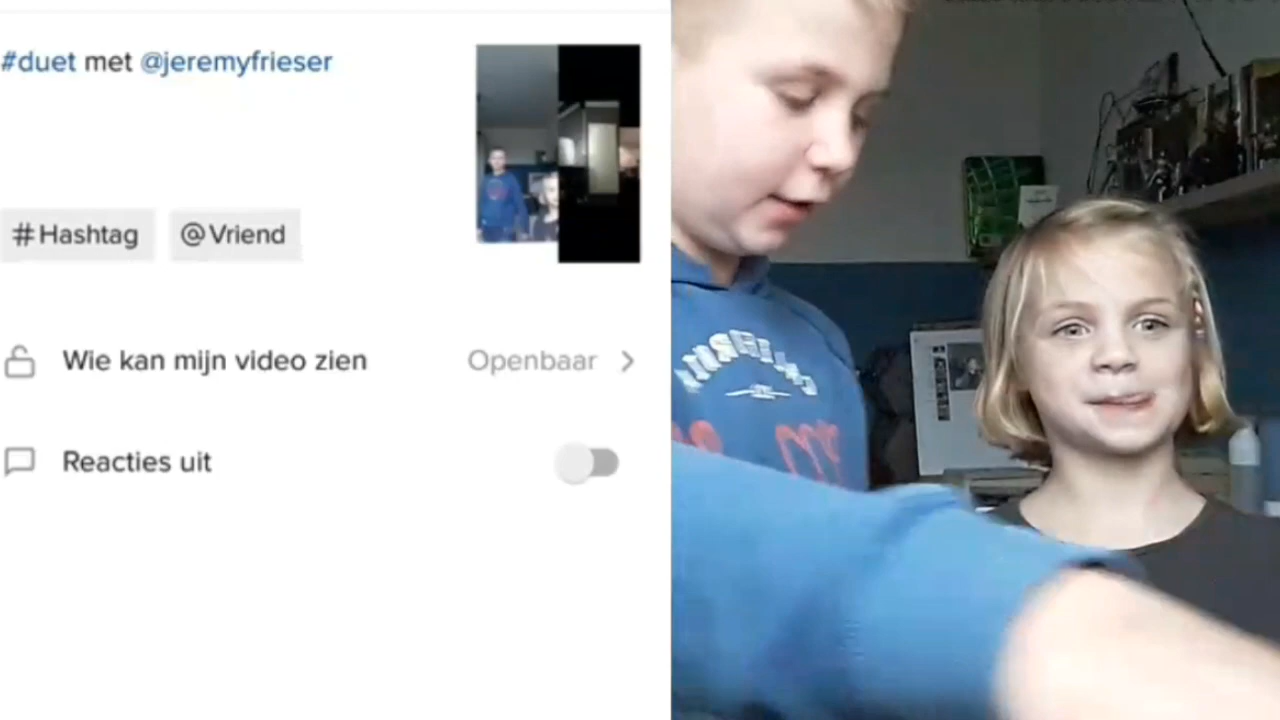 #duet met @jeremyfrieser
#Hashtag @Vriend
Wie kan mijn video zien Openbaar
Reacties uit